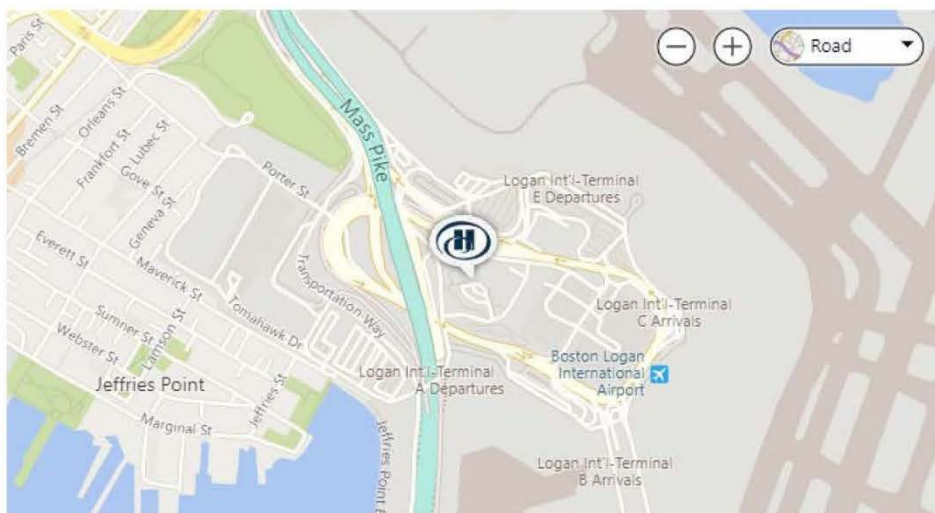 Paris St
Road
Bremen St
Orleans St
Mass Pike
Frankfort St
Lubec St
Gove St
Porter St
Geneva St
Logan Int'l-Terminal
E Departures
Everett St
Maverick St
Transportation Way
Logan Int'l-Terminal
C Arrivals
Sumner St
Lamson St
Tomahawk Dr
Webster St
Boston Logan
International
Airport
Logan Int'l-Terminal
A Departures
Jeffries Point
Jeffries St
Marginal St
Jeffries Point
Logan Int'l-Terminal
B Arrivals
H